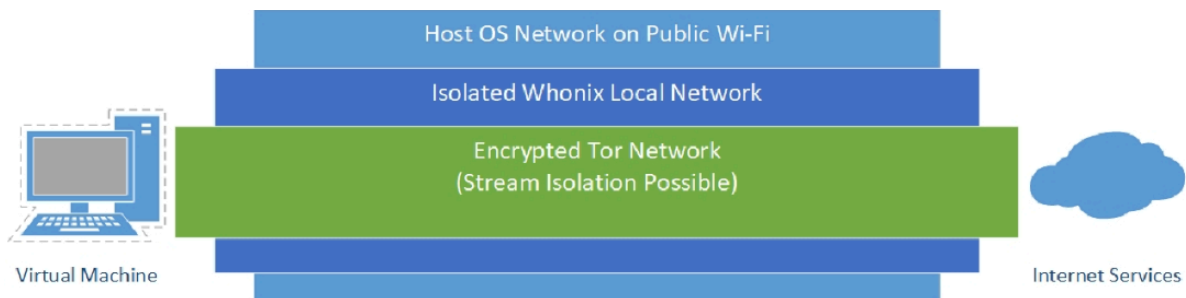 Host OS Network on Public Wi-Fi
Isolated Whonix Local Network
Encrypted Tor Network
(Stream Isolation Possible)
Virtual Machine
Internet Services